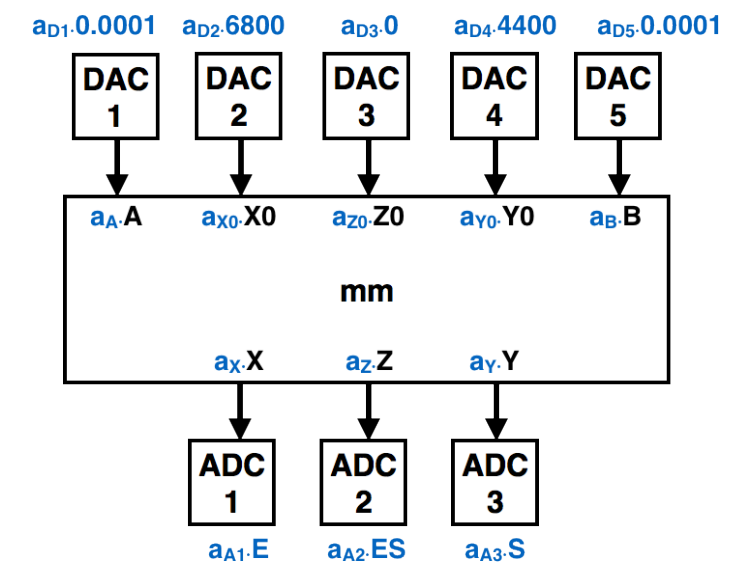 aD1·0.0001 aD2·6800 aD3·0 aD4·4400 aD5·0.0001
DAC 1 DAC 2 DAC 3 DAC 4 DAC 5
aA·A aX0·X0 aZ0·Z0 aY0·Y0 aB·B
mm
aX·X aZ·Z aY·Y
ADC 1 ADC 2 ADC 3
aA1·E aA2·ES aA3·S